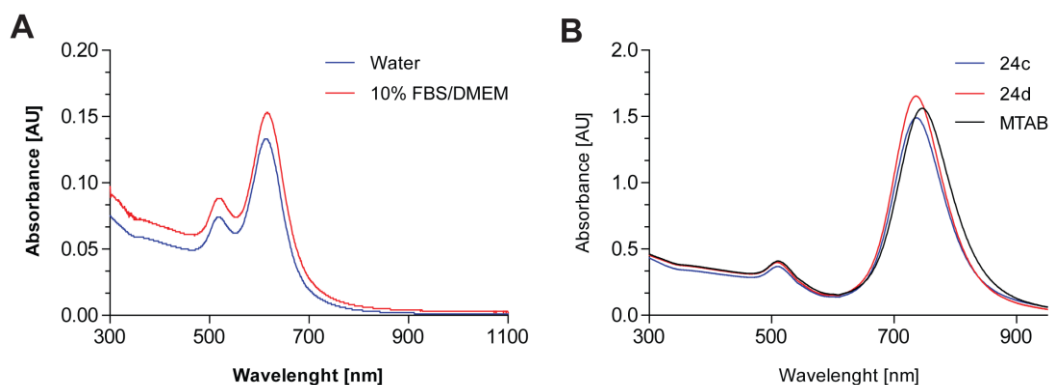 A
0.20
0.15
0.10
0.05
0.00
Absorbance [AU]
300
500
700
900
1100
Wavelenght [nm]
Water
10% FBS/DMEM
B
2.0
1.5
1.0
0.5
0.0
Absorbance [AU]
300
500
700
900
Wavelenght [nm]
24c
24d
MTAB